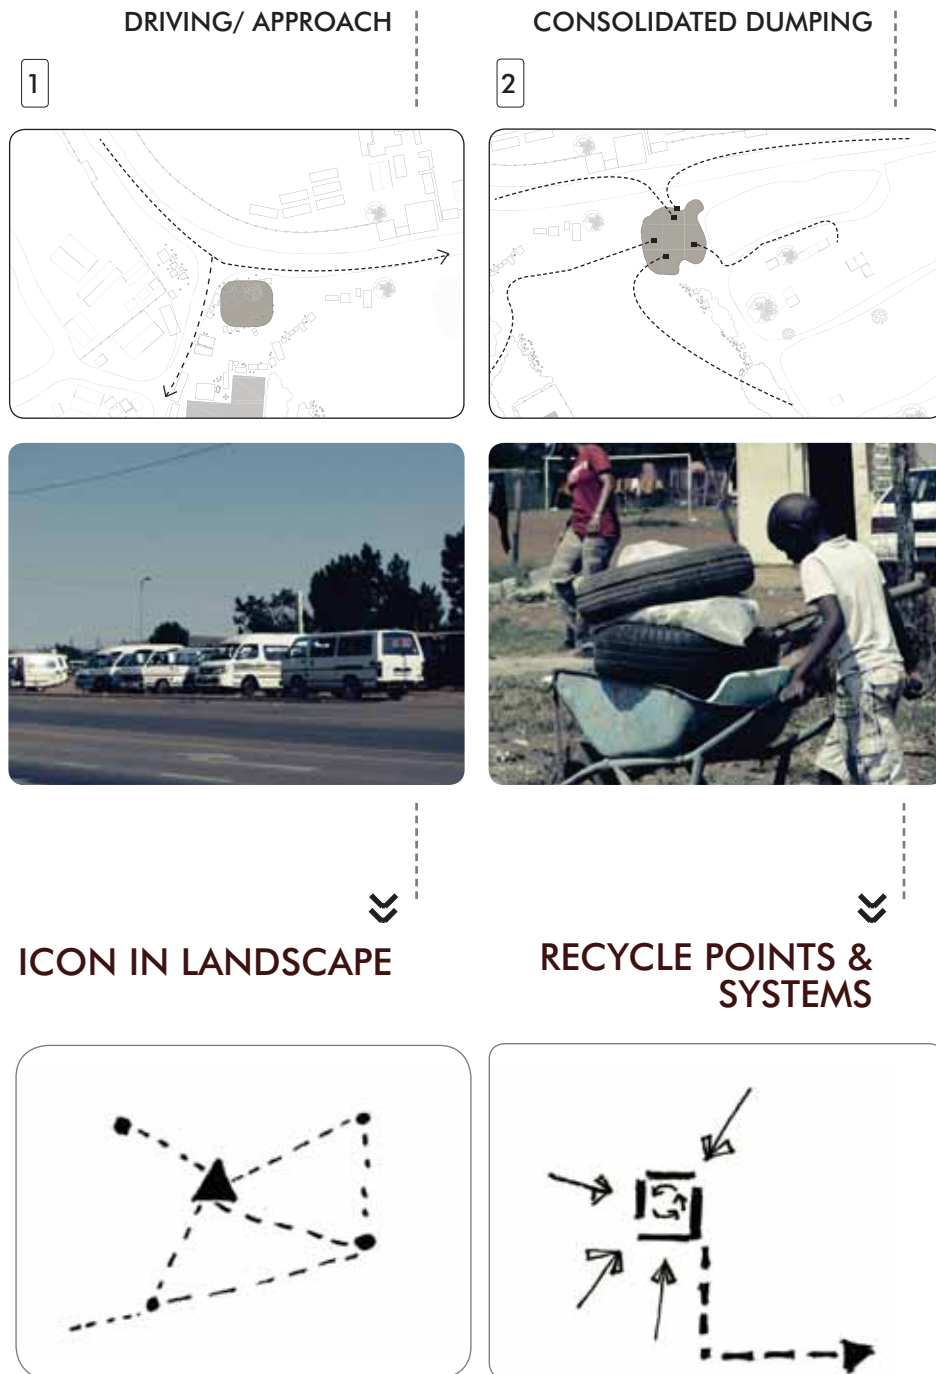 DRIVING/ APPROACH
1
CONSOLIDATED DUMPING
2
ICON IN LANDSCAPE
RECYCLE POINTS &
SYSTEMS